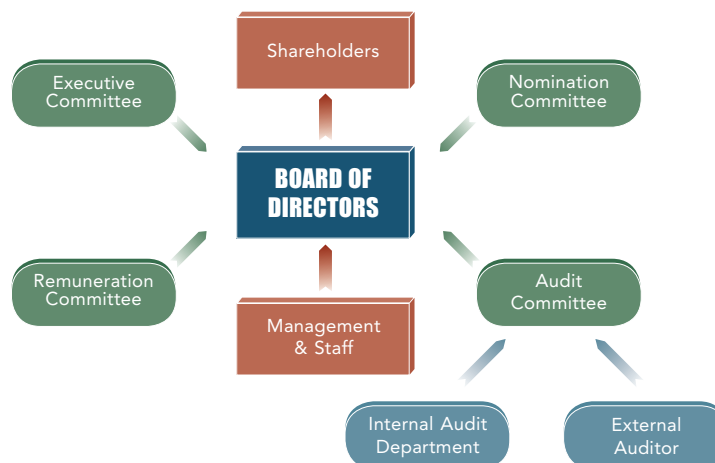 Shareholders
Executive
Committee
Nomination
Committee
BOARD OF
DIRECTORS
Remuneration
Committee
Audit
Committee
Management
& Staff
Internal Audit
Department
External
Auditor